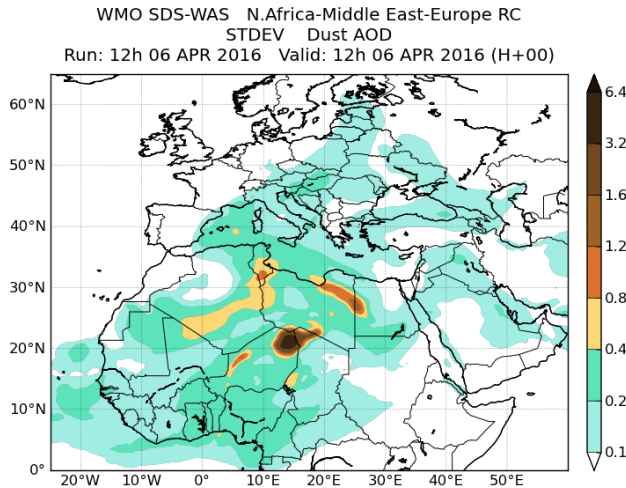 WMO SDS-WAS   N.Africa-Middle East-Europe RC
STDEV    Dust AOD
Run: 12h 06 APR 2016   Valid: 12h 06 APR 2016 (H+00)
60°N
50°N
40°N
30°N
20°N
10°N
0°
20°W
10°W
0°
10°E
20°E
30°E
40°E
50°E
6.4
3.2
1.6
1.2
0.8
0.4
0.2
0.1